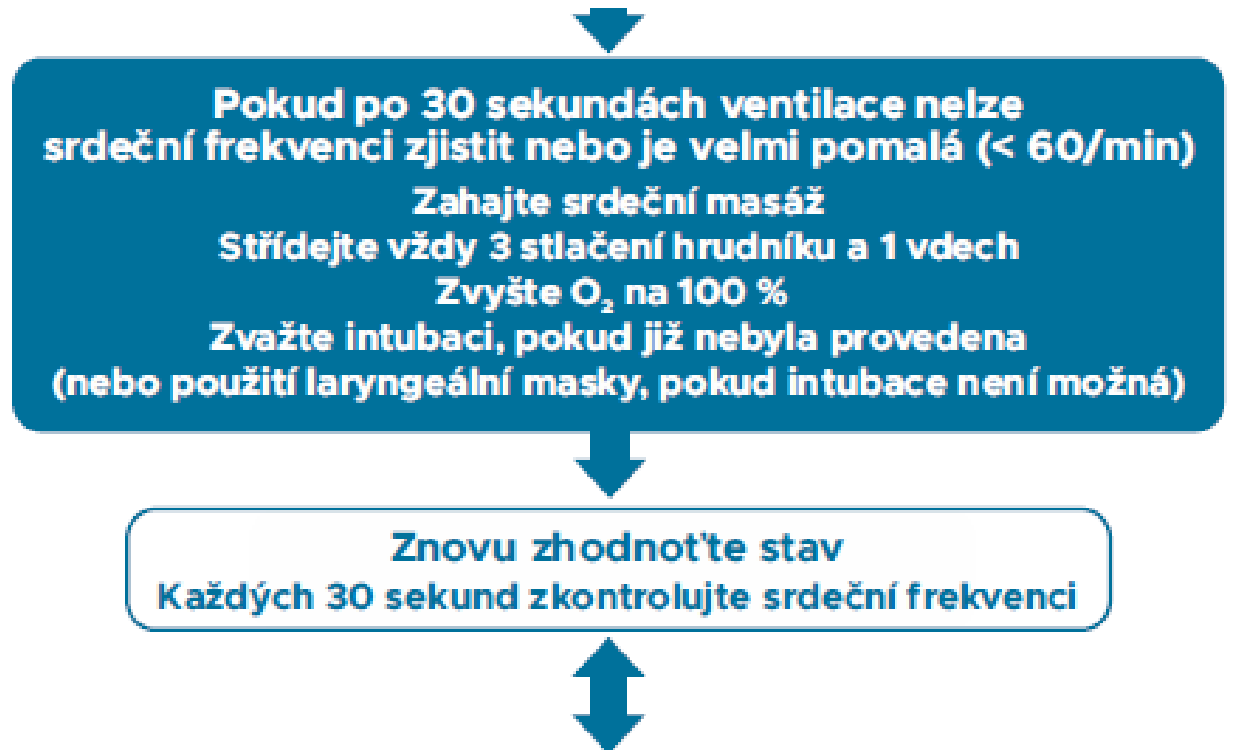 Pokud po 30 sekundách ventilace nelze
srdeční frekvenci zjistit nebo je velmi pomalá (< 60/min)
Zahajte srdeční masáž
Střídejte vždy 3 stlačení hrudníku a 1 vdech
Zvyšte O₂ na 100 %
Zvažte intubaci, pokud již nebyla provedena
(nebo použití laryngeální masky, pokud intubace není možná)
Znovu zhodnoťte stav
Každých 30 sekund zkontrolujte srdeční frekvenci